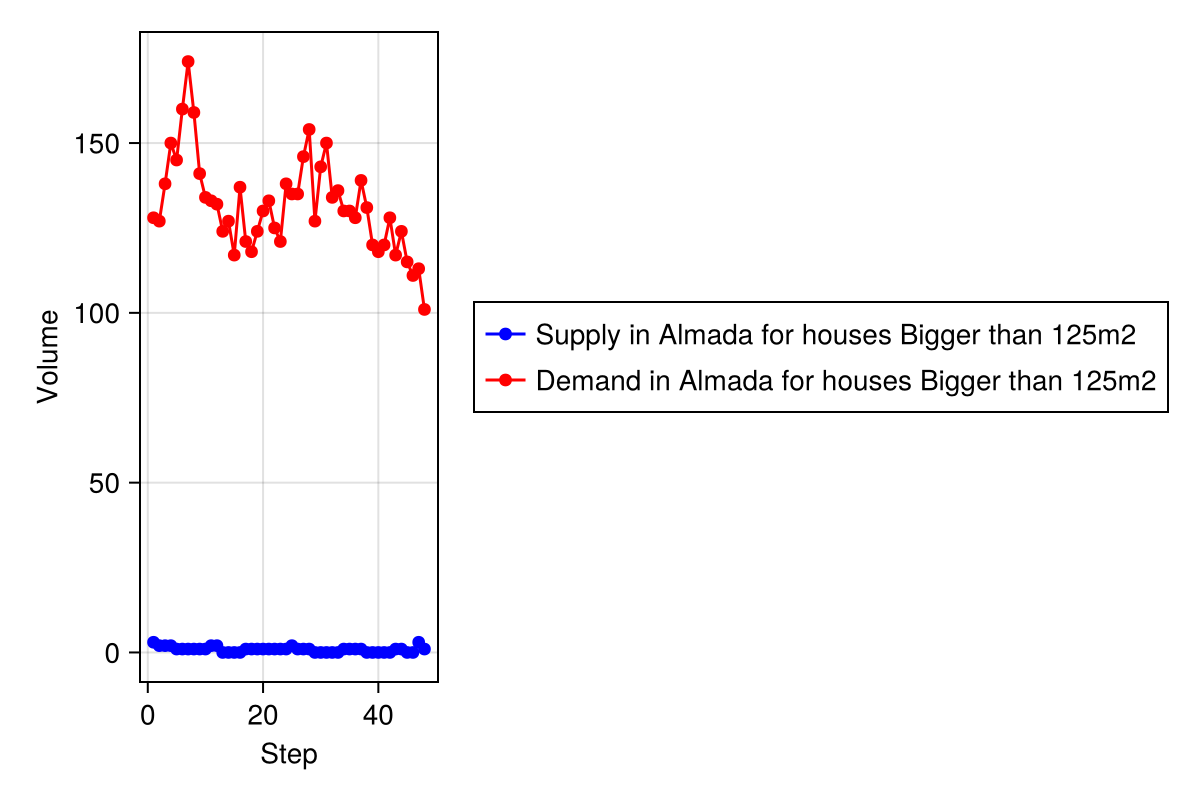 Volume
150
100
50
0
0 20 40
Step
Supply in Almada for houses Bigger than 125m2
Demand in Almada for houses Bigger than 125m2